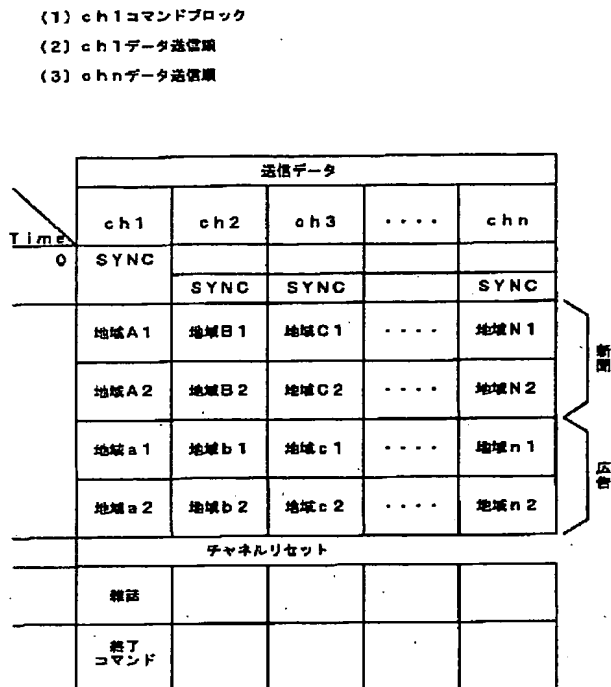 (1) ch1コマンドブロック
(2) ch1データ送信順
(3) chnデータ送信順
送信データ
Time ch1 ch2 ch3 ‥‥ chn
0 SYNC
SYNC SYNC SYNC
地域A1 地域B1 地域C1 ‥‥ 地域N1
地域A2 地域B2 地域C2 ‥‥ 地域N2
新聞
地域a1 地域b1 地域c1 ‥‥ 地域n1
地域a2 地域b2 地域c2 ‥‥ 地域n2
広告
チャネルリセット
雑誌
終了
コマンド